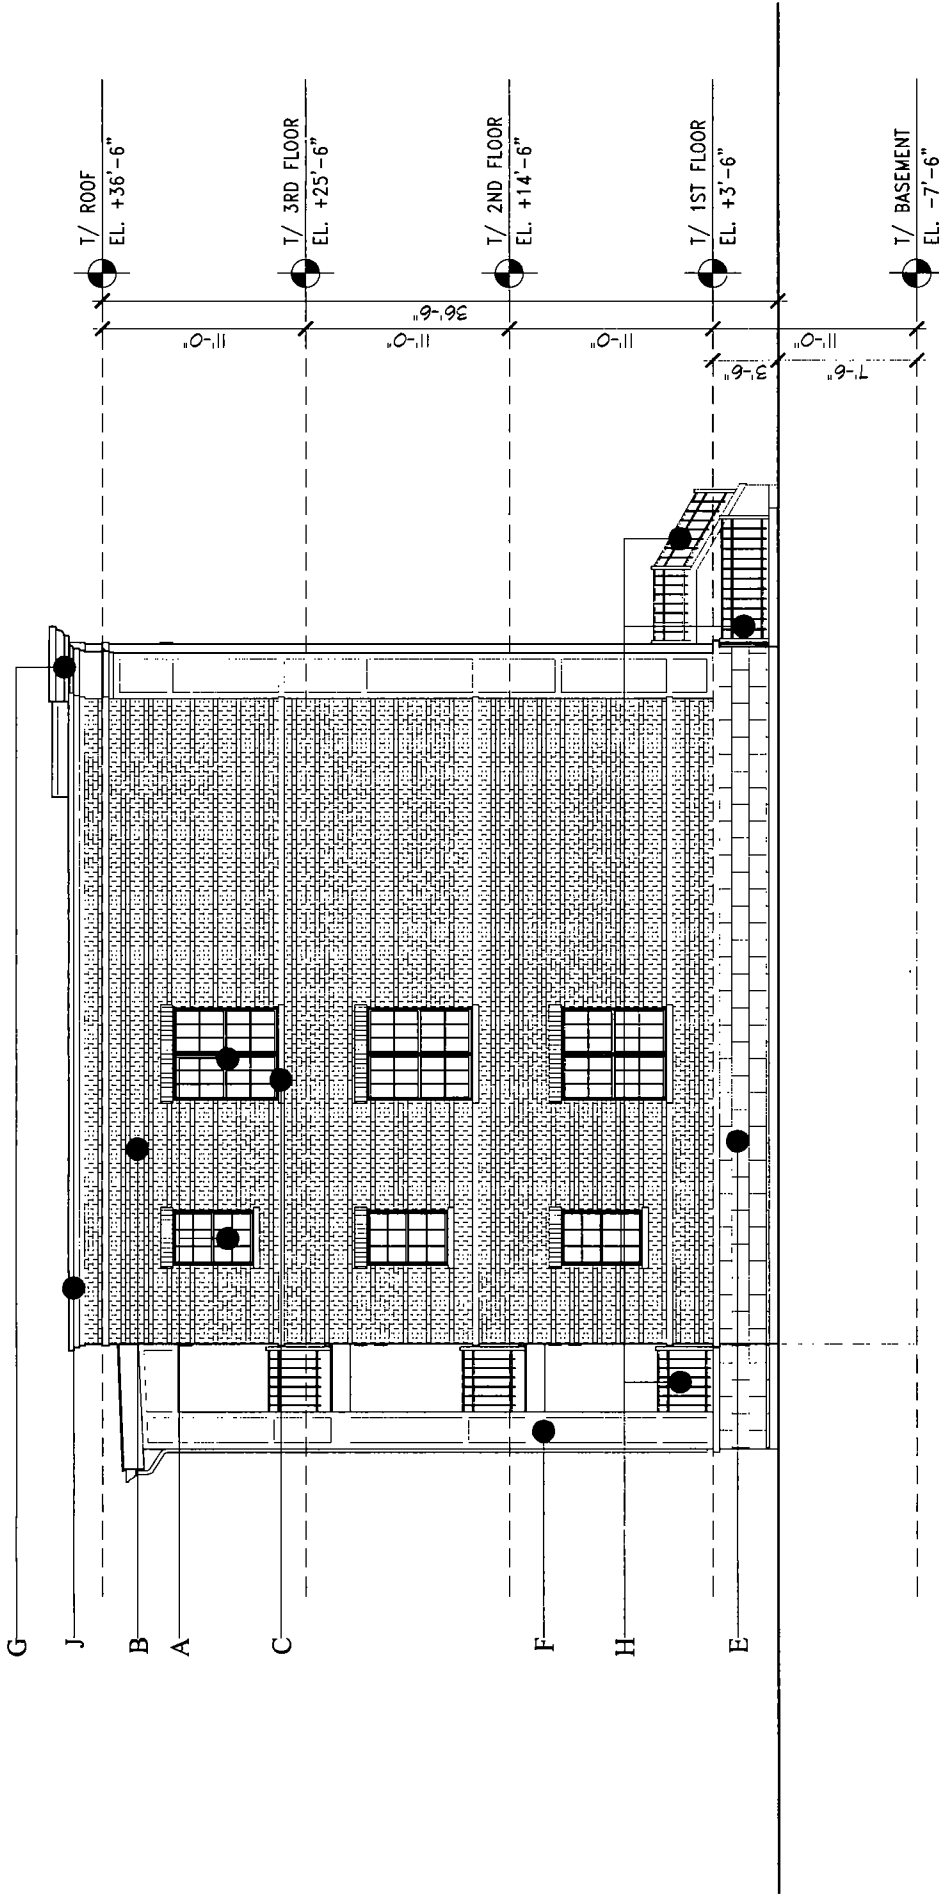 T/ ROOF
EL. +36'-6"
T/ 3RD FLOOR
EL. +25'-6"
T/ 2ND FLOOR
EL. +14'-6"
T/ 1ST FLOOR
EL. +3'-6"
T/ BASEMENT
EL. -7'-6"
36'-6"
11'-0"
11'-0"
11'-0"
11'-0"
3'-6"
7'-6"
G
J
B
A
C
F
H
E